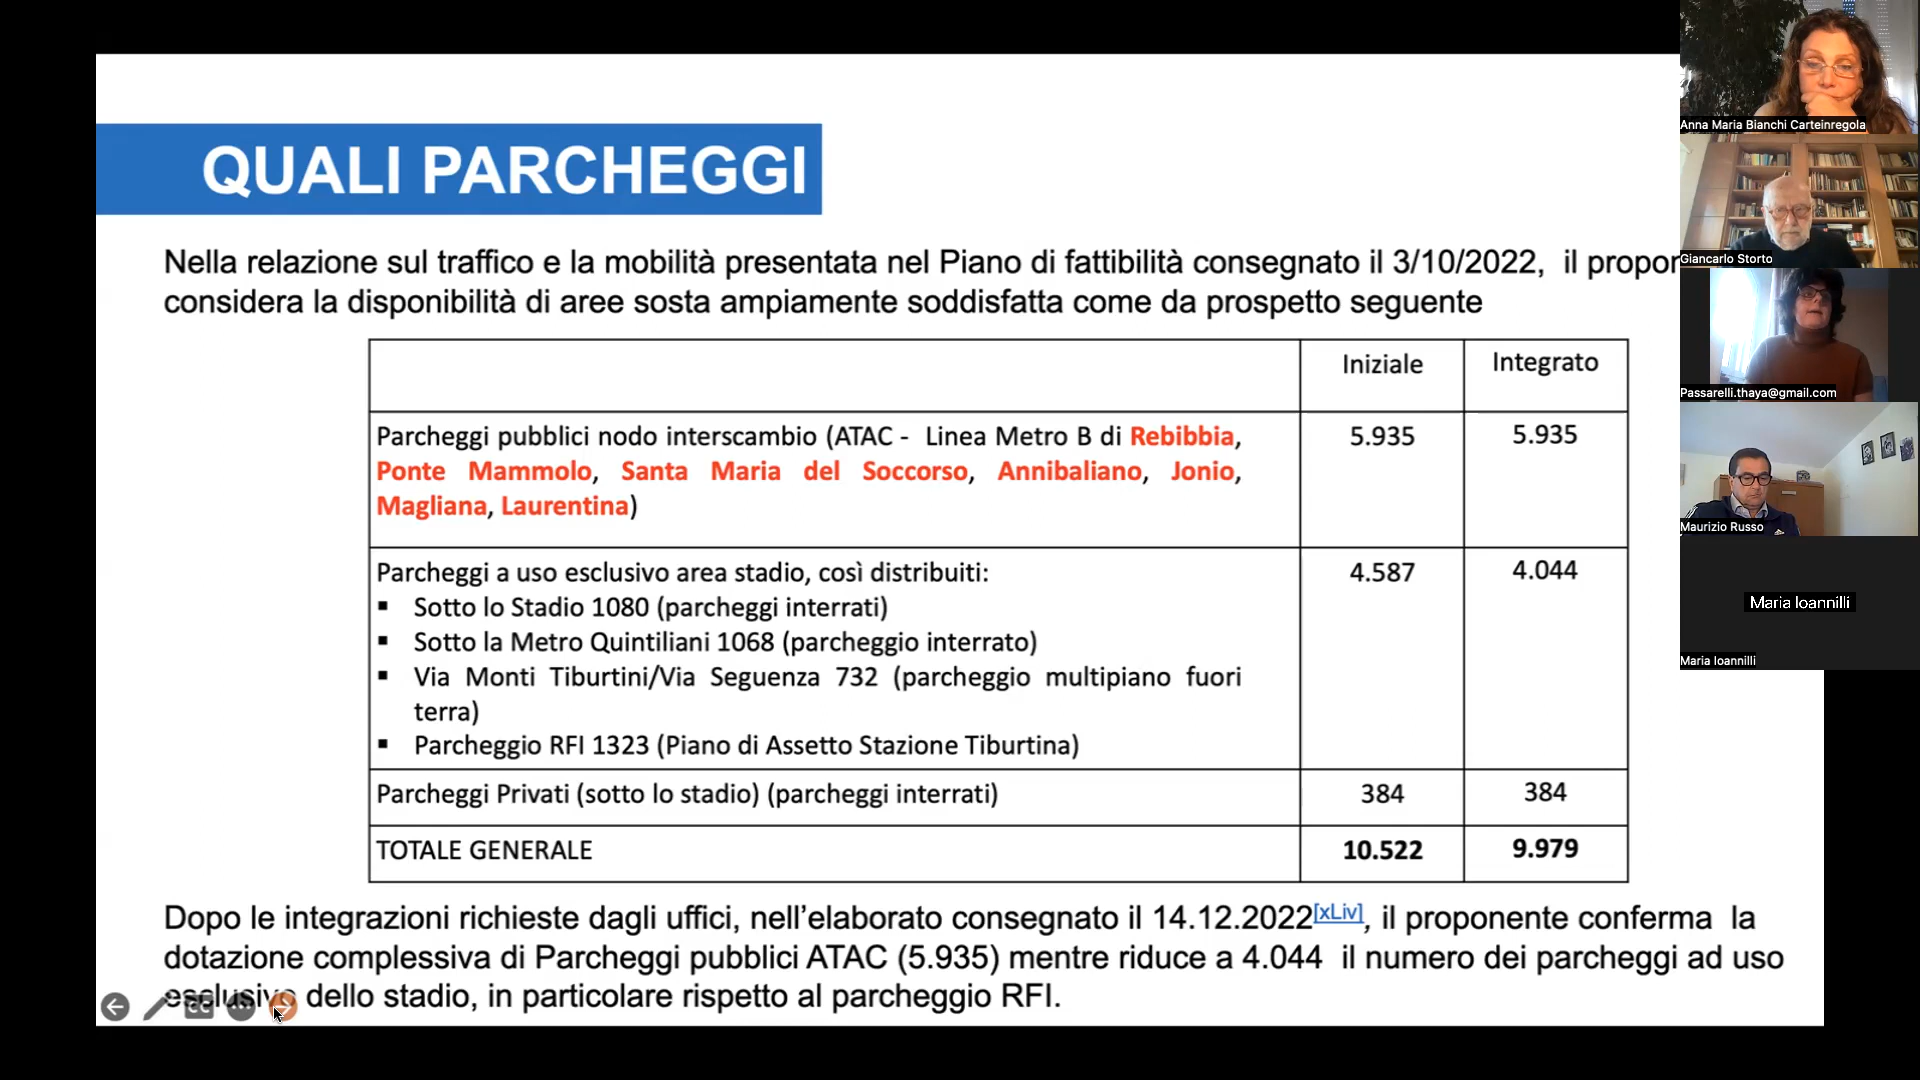 QUALI PARCHEGGI
Nella relazione sul traffico e la mobilità presentata nel Piano di fattibilità consegnato il 3/10/2022, il propor
considera la disponibilità di aree sosta ampiamente soddisfatta come da prospetto seguente
Iniziale Integrato
Parcheggi pubblici nodo interscambio (ATAC - Linea Metro B di Rebibbia, 5.935 5.935
Ponte Mammolo, Santa Maria del Soccorso, Annibaliano, Jonio,
Magliana, Laurentina)
Parcheggi a uso esclusivo area stadio, così distribuiti: 4.587 4.044
▪ Sotto lo Stadio 1080 (parcheggi interrati)
▪ Sotto la Metro Quintiliani 1068 (parcheggio interrato)
▪ Via Monti Tiburtini/Via Seguenza 732 (parcheggio multipiano fuori
terra)
▪ Parcheggio RFI 1323 (Piano di Assetto Stazione Tiburtina)
Parcheggi Privati (sotto lo stadio) (parcheggi interrati) 384 384
TOTALE GENERALE 10.522 9.979
Dopo le integrazioni richieste dagli uffici, nell’elaborato consegnato il 14.12.2022[xLiv], il proponente conferma la
dotazione complessiva di Parcheggi pubblici ATAC (5.935) mentre riduce a 4.044 il numero dei parcheggi ad uso
esclusivo dello stadio, in particolare rispetto al parcheggio RFI.
CC
Anna Maria Bianchi Carteinregola
Giancarlo Storto
Passarelli.thaya@gmail.com
Maurizio Russo
Maria Ioannilli
Maria Ioannilli